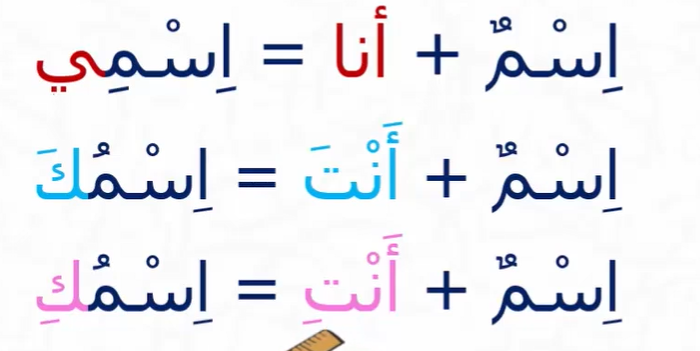 اِسْمٌ + أنا = اِسْمِي
اِسْمٌ + أَنْتَ = اِسْمُكَ
اِسْمٌ + أَنْتِ = اِسْمُكِ